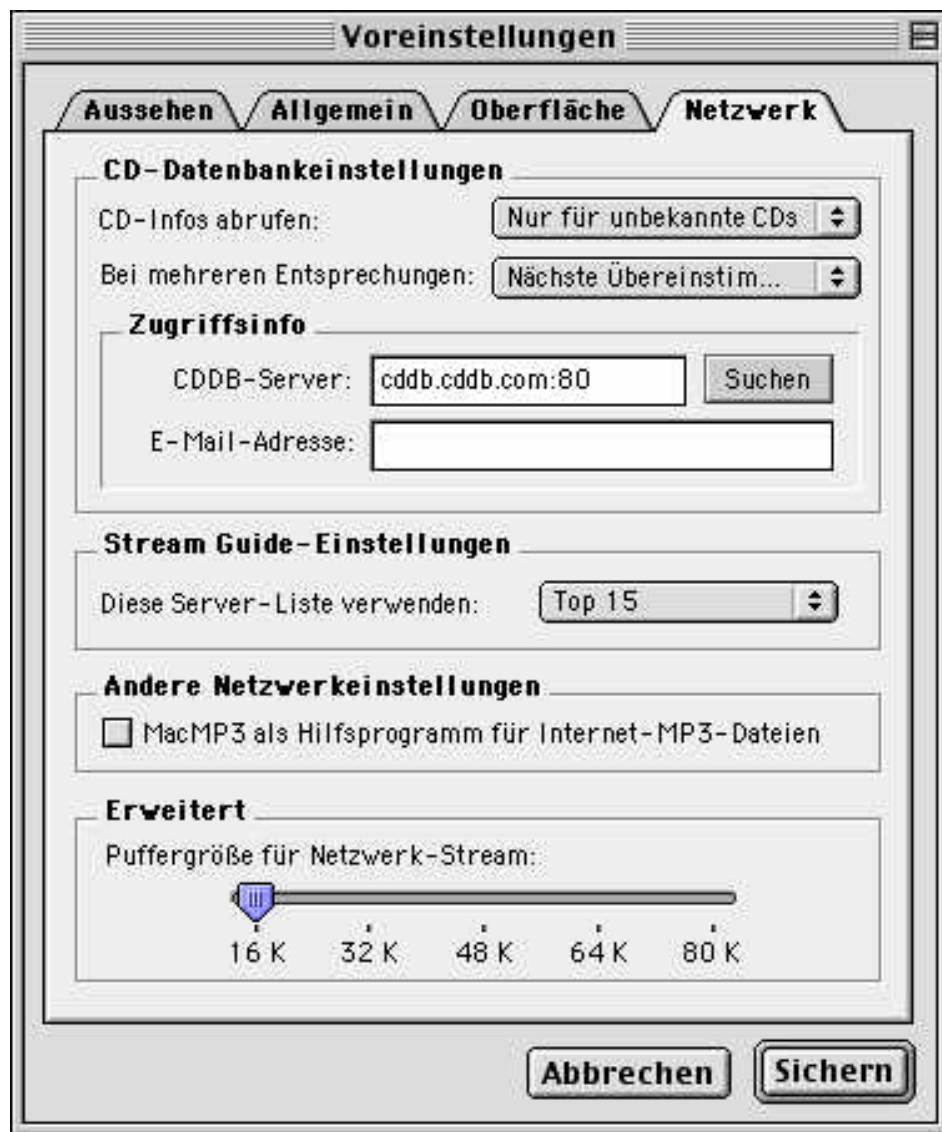 Voreinstellungen
Aussehen Allgemein Oberfläche Netzwerk
CD-Datenbankeinstellungen
CD-Infos abrufen: Nur für unbekannte CDs
Bei mehreren Entsprechungen: Nächste Übereinstim...
Zugriffsinfo
CDDB-Server: cddb.cddb.com:80 Suchen
E-Mail-Adresse:
Stream Guide-Einstellungen
Diese Server-Liste verwenden: Top 15
Andere Netzwerkeinstellungen
MacMP3 als Hilfsprogramm für Internet-MP3-Dateien
Erweitert
Puffergröße für Netzwerk-Stream:
16 K 32 K 48 K 64 K 80 K
Abbrechen Sichern